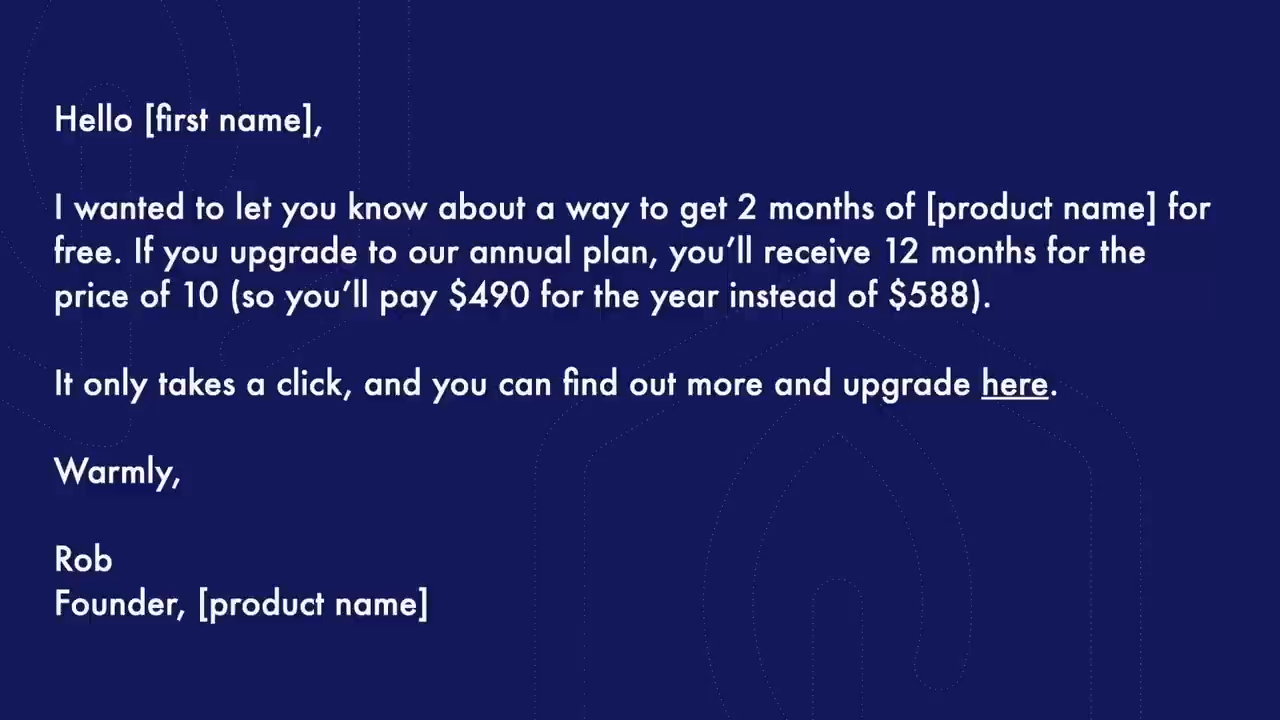 Hello [first name],
I wanted to let you know about a way to get 2 months of [product name] for
free. If you upgrade to our annual plan, you’ll receive 12 months for the
price of 10 (so you’ll pay $490 for the year instead of $588).
It only takes a click, and you can find out more and upgrade here.
Warmly,
Rob
Founder, [product name]